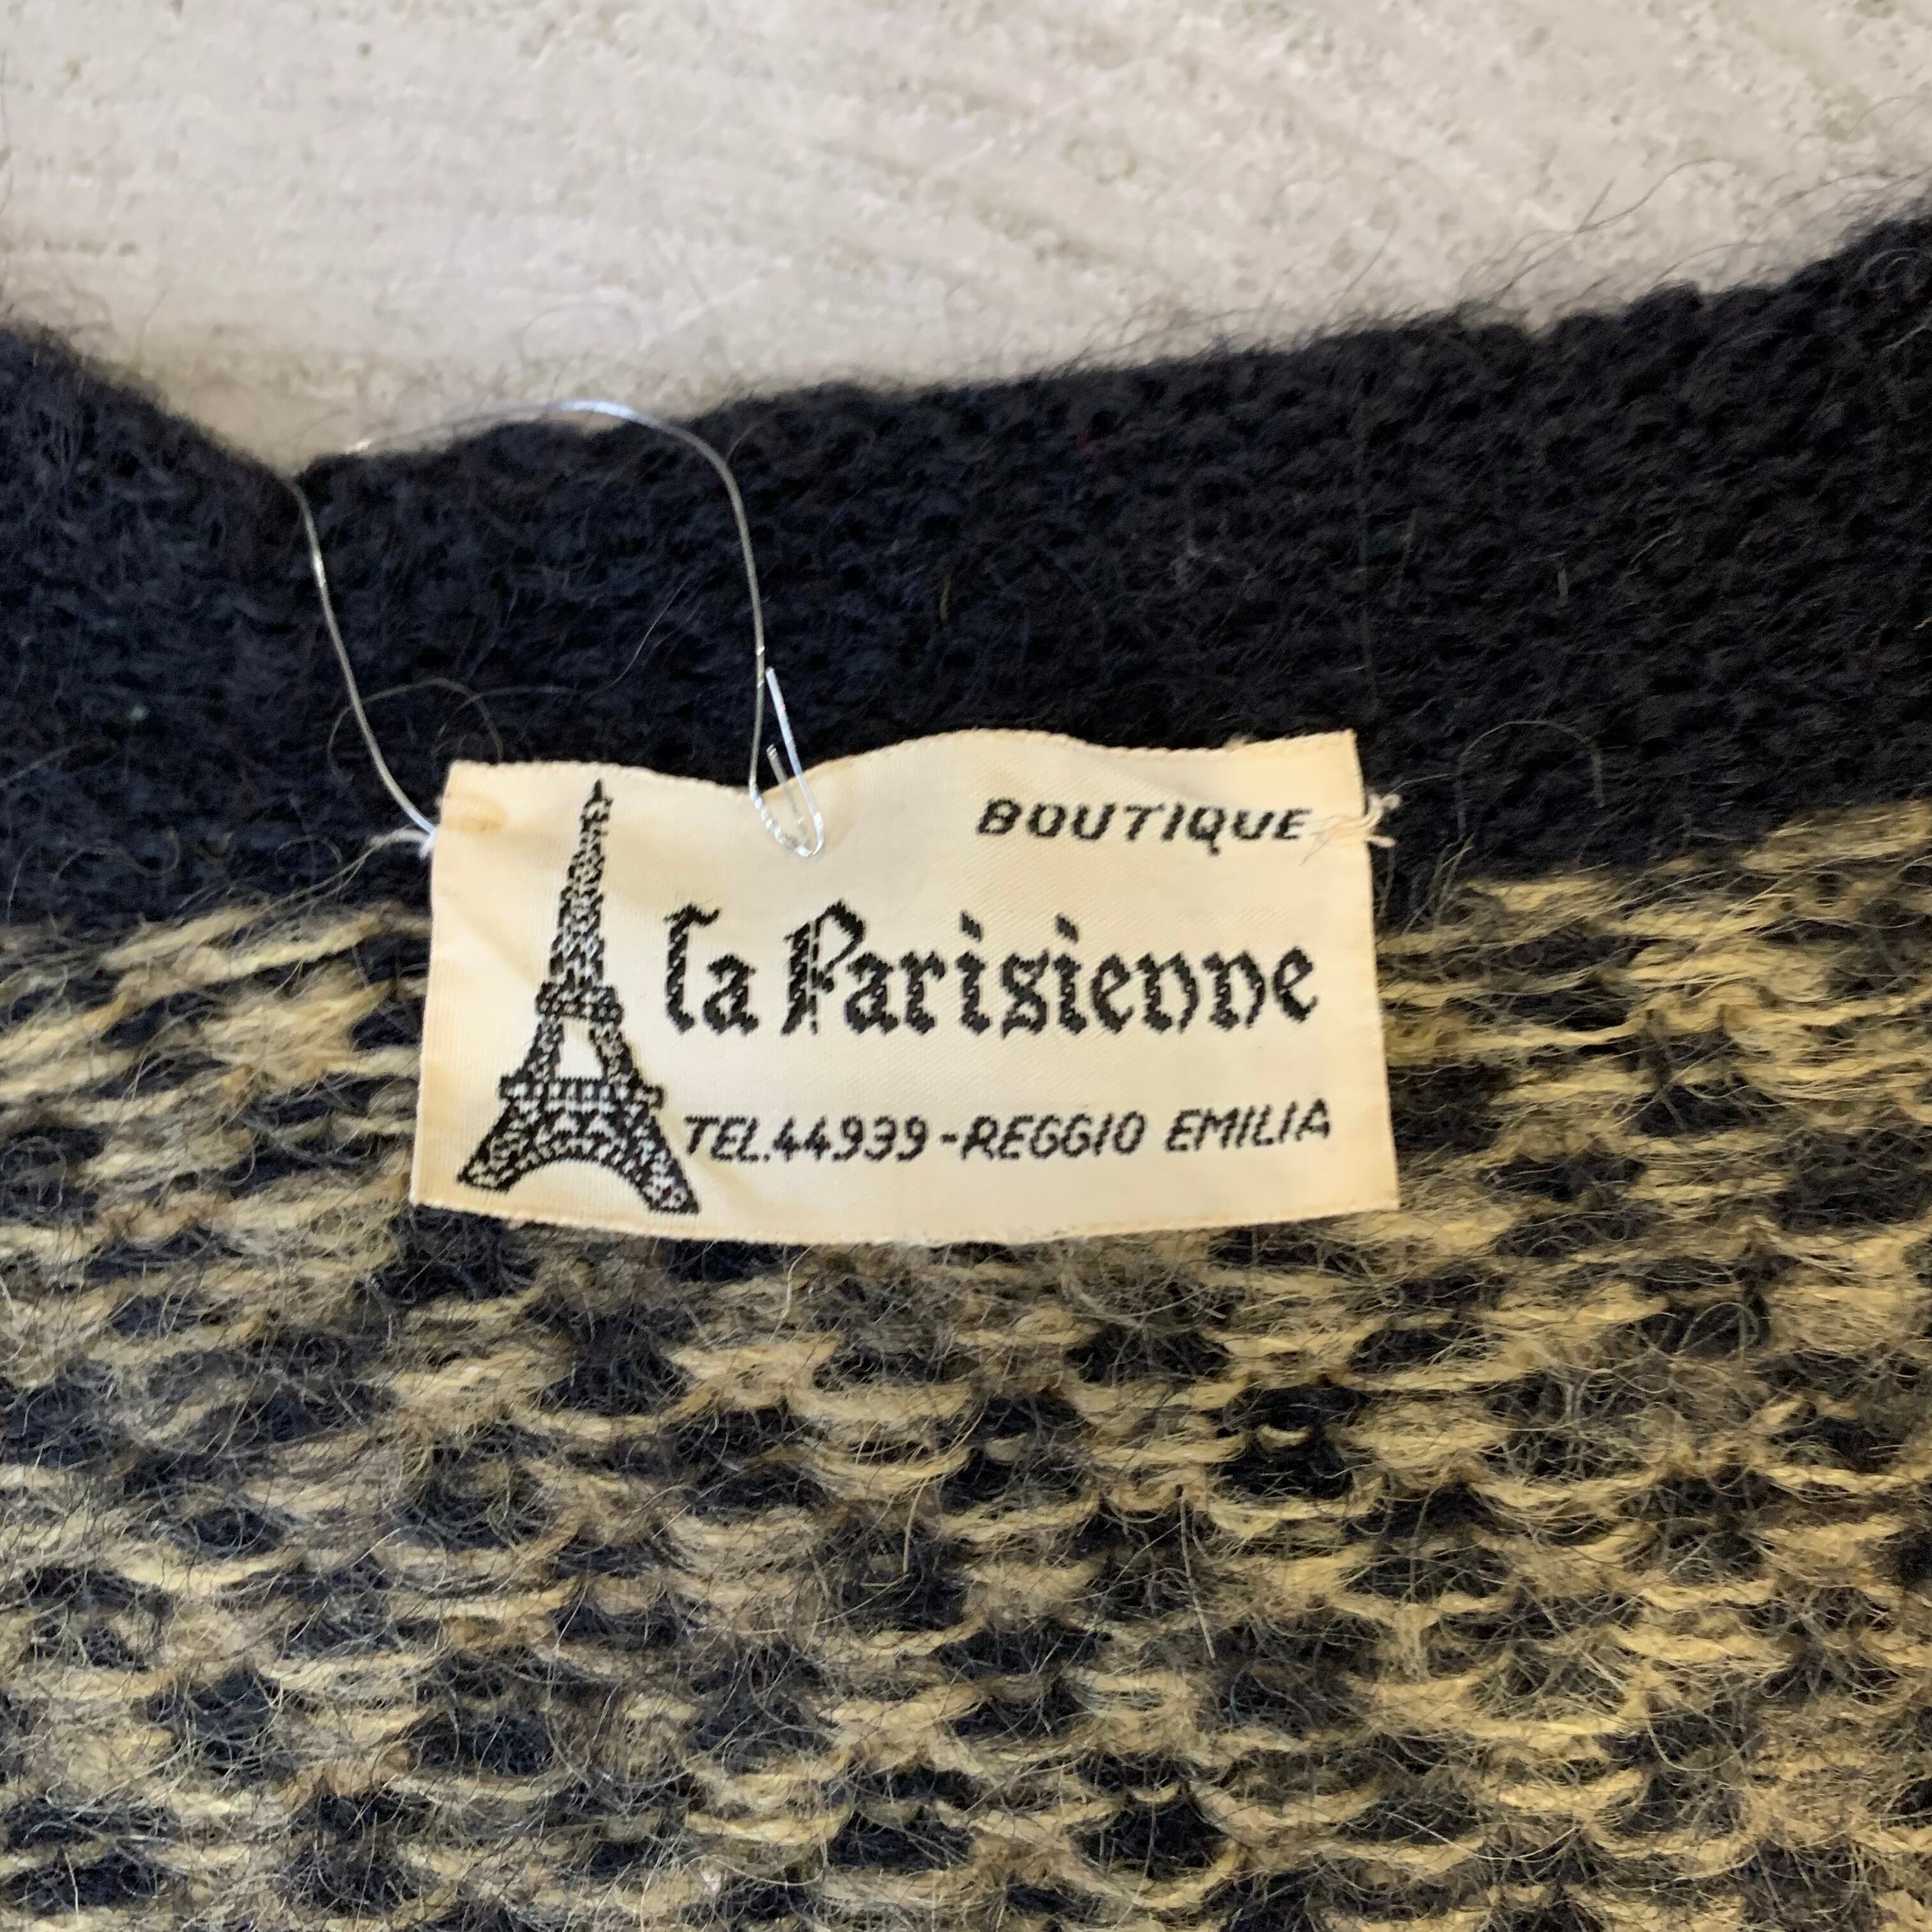 BOUTIQUE
La Parisienne
TEL.44939-REGGIO EMILIA